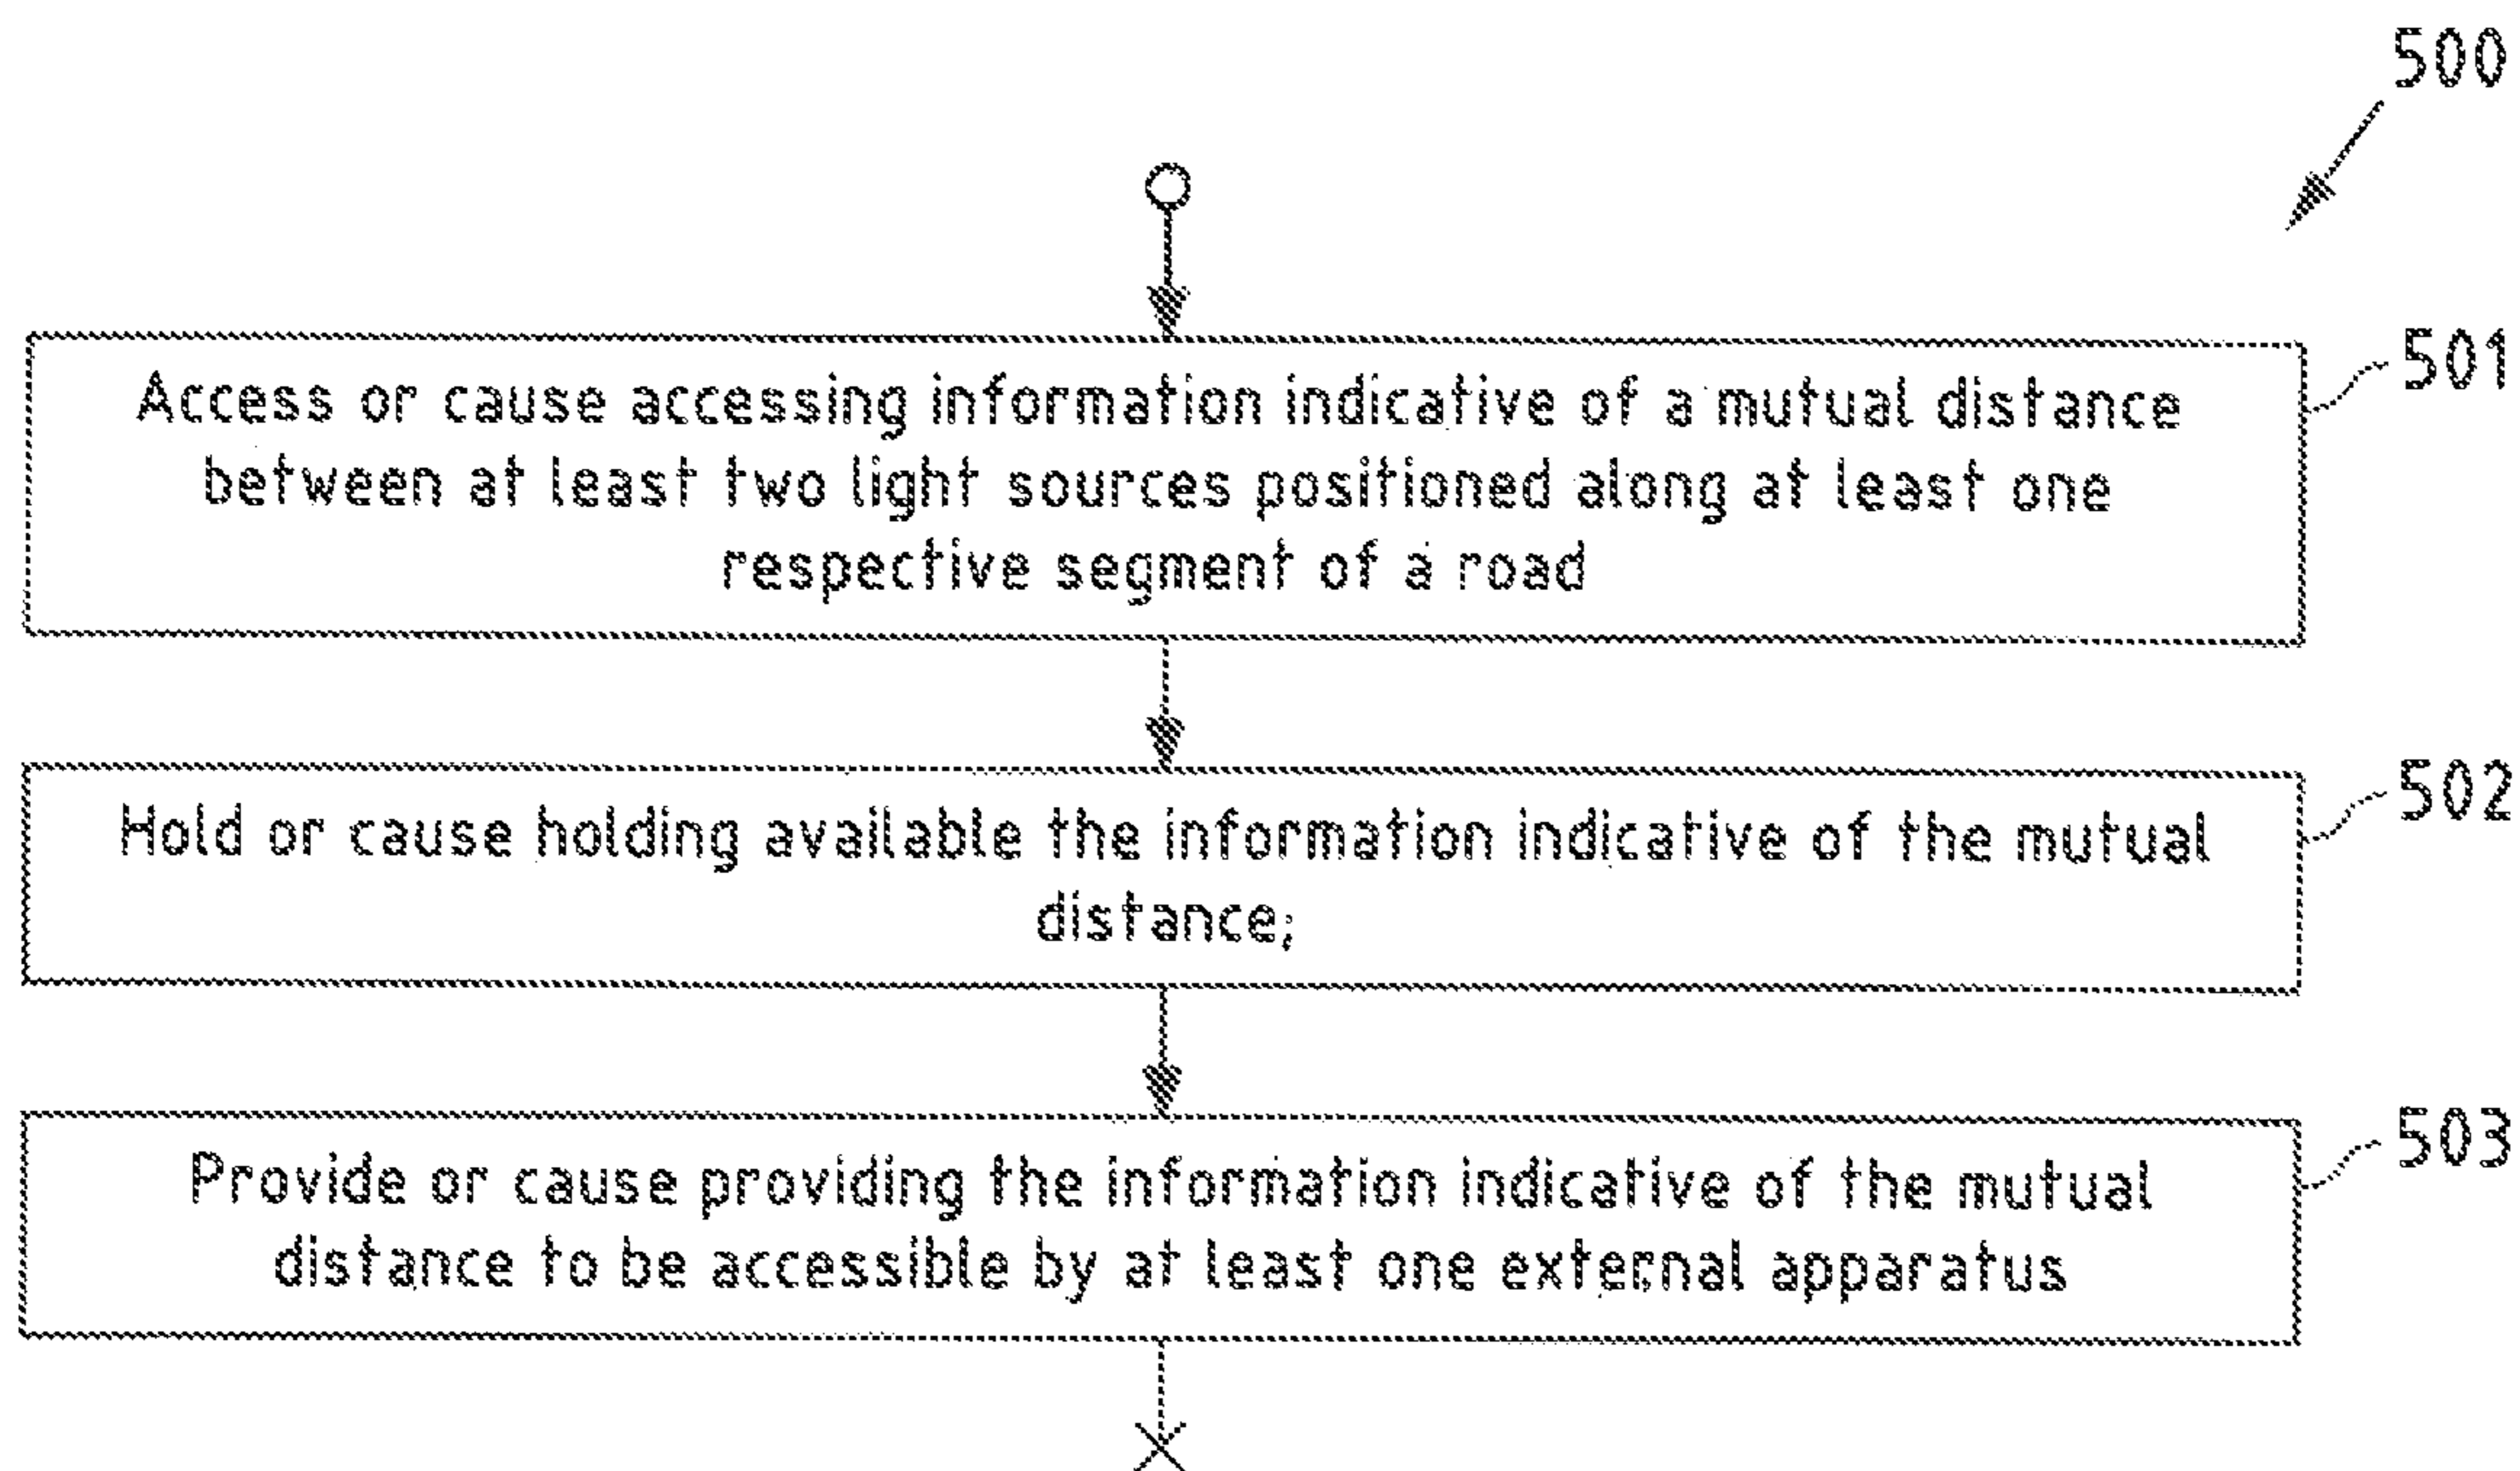 500
501
Access or cause accessing information indicative of a mutual distance
between at least two light sources positioned along at least one
respective segment of a road
502
Hold or cause holding available the information indicative of the mutual
distance;
503
Provide or cause providing the information indicative of the mutual
distance to be accessible by at least one external apparatus